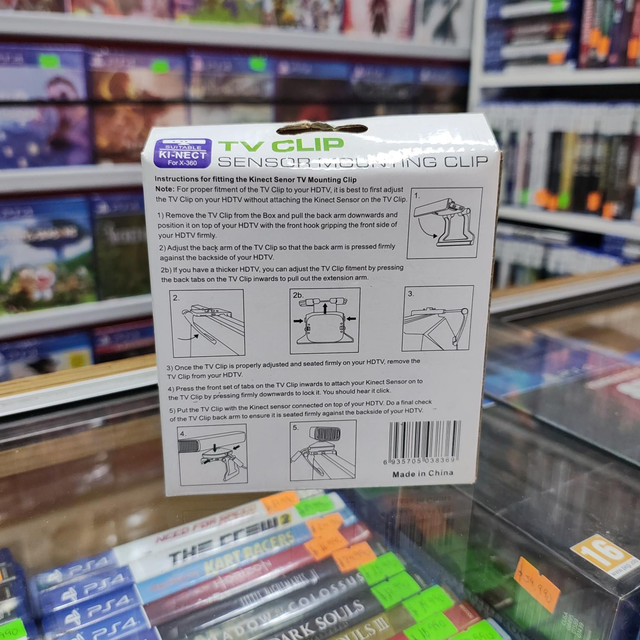 SUITABLE
KI-NECT
For X-360
TV CLIP
SENSOR MOUNTING CLIP
Instructions for fitting the Kinect Senor TV Mounting Clip
Note: For proper fitment of the TV Clip to your HDTV, it is best to first adjust
the TV Clip on your HDTV without attaching the Kinect Sensor on the TV Clip.
1) Remove the TV Clip from the Box and pull the back arm downwards and
position it on top of your HDTV with the front hook gripping the front side of
your HDTV firmly.
2) Adjust the back arm of the TV Clip so that the back arm is pressed firmly
against the backside of your HDTV.
2b) If you have a thicker HDTV, you can adjust the TV Clip fitment by pressing
the back tabs on the TV Clip inwards to pull out the extension arm.
1.
2.
2b.
3.
3) Once the TV Clip is properly adjusted and seated firmly on your HDTV, remove the
TV Clip from your HDTV.
4) Press the front set of tabs on the TV Clip inwards to attach your Kinect Sensor on to
the TV Clip by pressing firmly downwards to lock it. You should hear it click.
5) Put the TV Clip with the Kinect sensor connected on top of your HDTV. Do a final check
of the TV Clip back arm to ensure it is seated firmly against the backside of your HDTV.
4
5.
6 935705 038369
Made in China
NEED FOR SPEED
THE CREW 2
PS4
KART RACERS
PS4
SHADOW OF COLOSSUS
DARK SOULS
DARK SOULS III
16